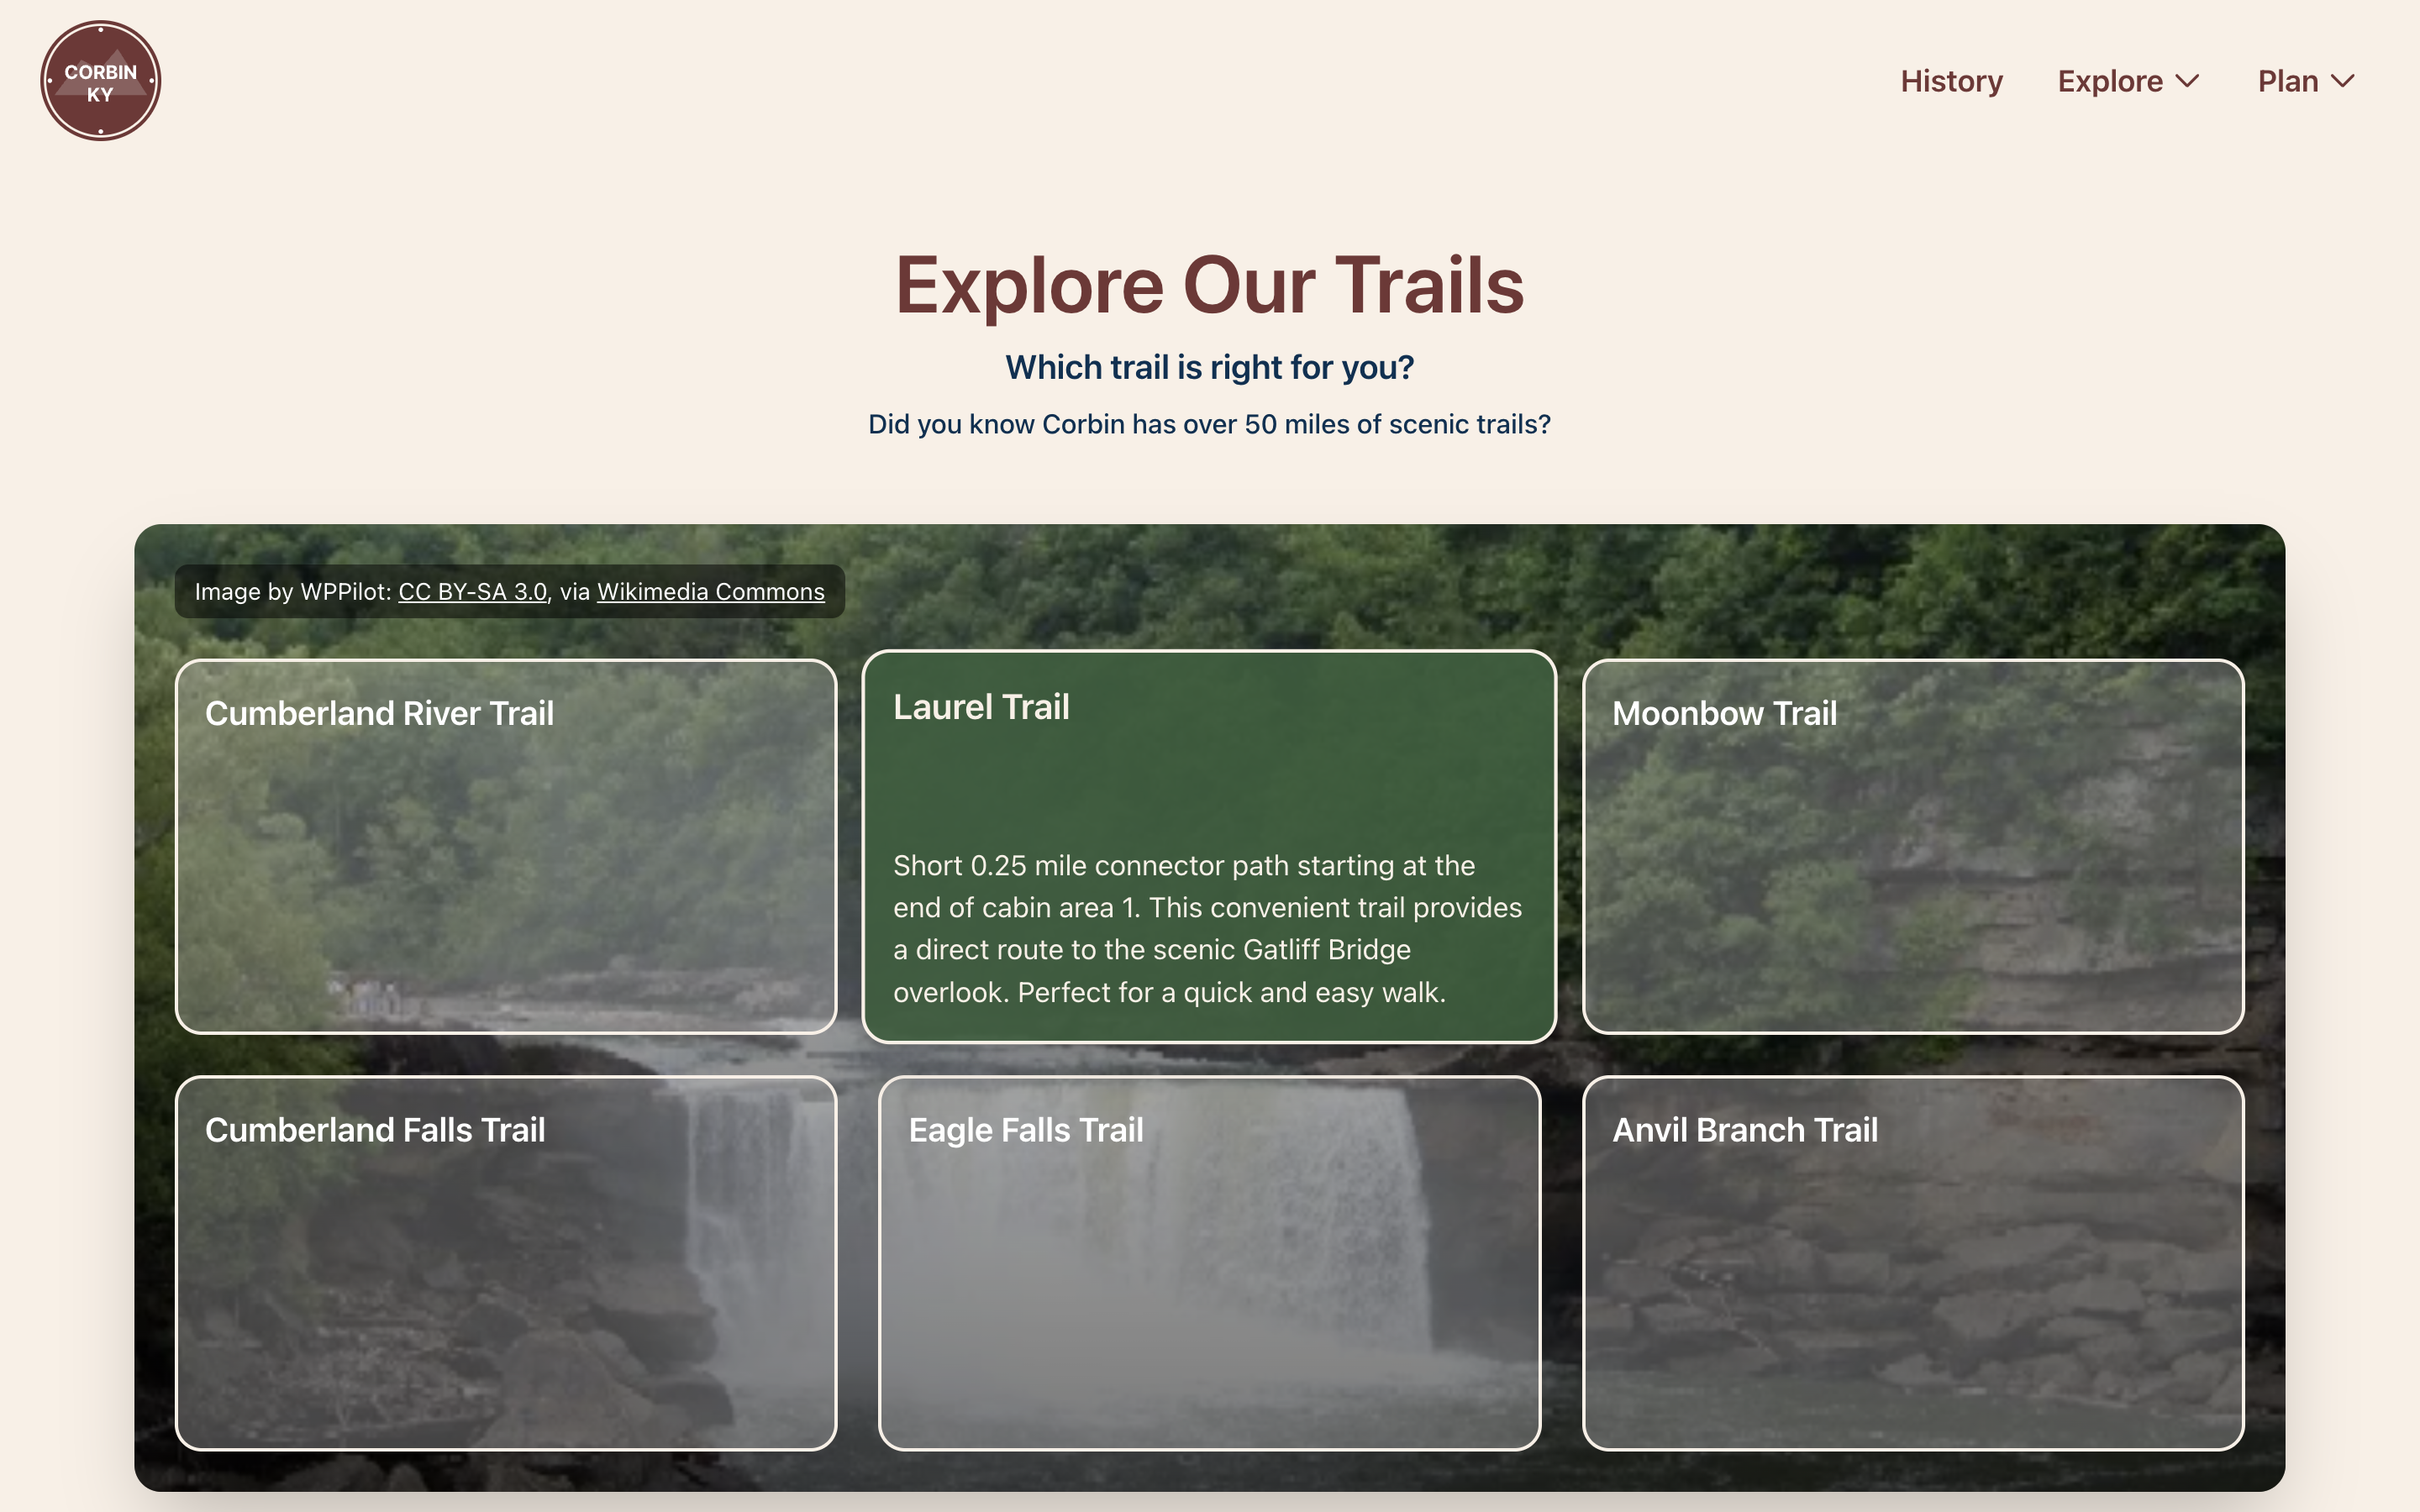 CORBIN
KY
History
Explore
Plan
Explore Our Trails
Which trail is right for you?
Did you know Corbin has over 50 miles of scenic trails?
Image by WPPilot: CC BY-SA 3.0, via Wikimedia Commons
Cumberland River Trail
Laurel Trail
Short 0.25 mile connector path starting at the
end of cabin area 1. This convenient trail provides
a direct route to the scenic Gatliff Bridge
overlook. Perfect for a quick and easy walk.
Moonbow Trail
Cumberland Falls Trail
Eagle Falls Trail
Anvil Branch Trail